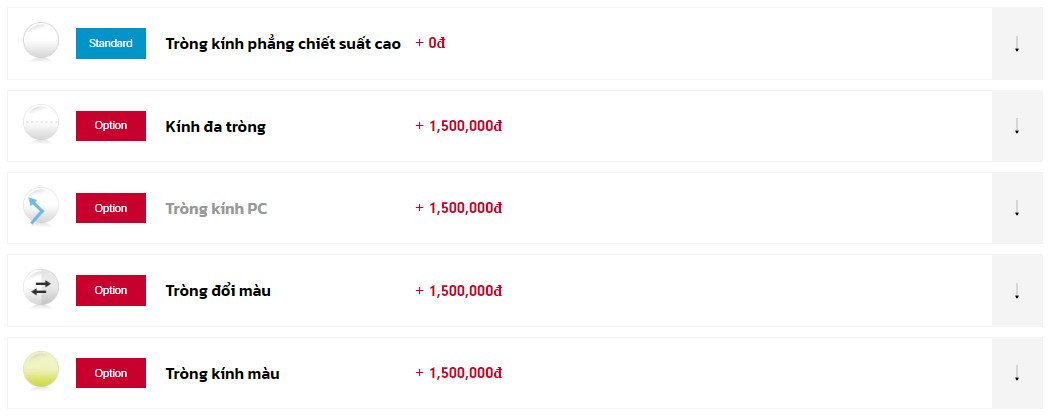 Standard Tròng kính phẳng chiết suất cao + 0đ
Option Kính đa tròng + 1,500,000đ
Option Tròng kính PC + 1,500,000đ
Option Tròng đổi màu + 1,500,000đ
Option Tròng kính màu + 1,500,000đ